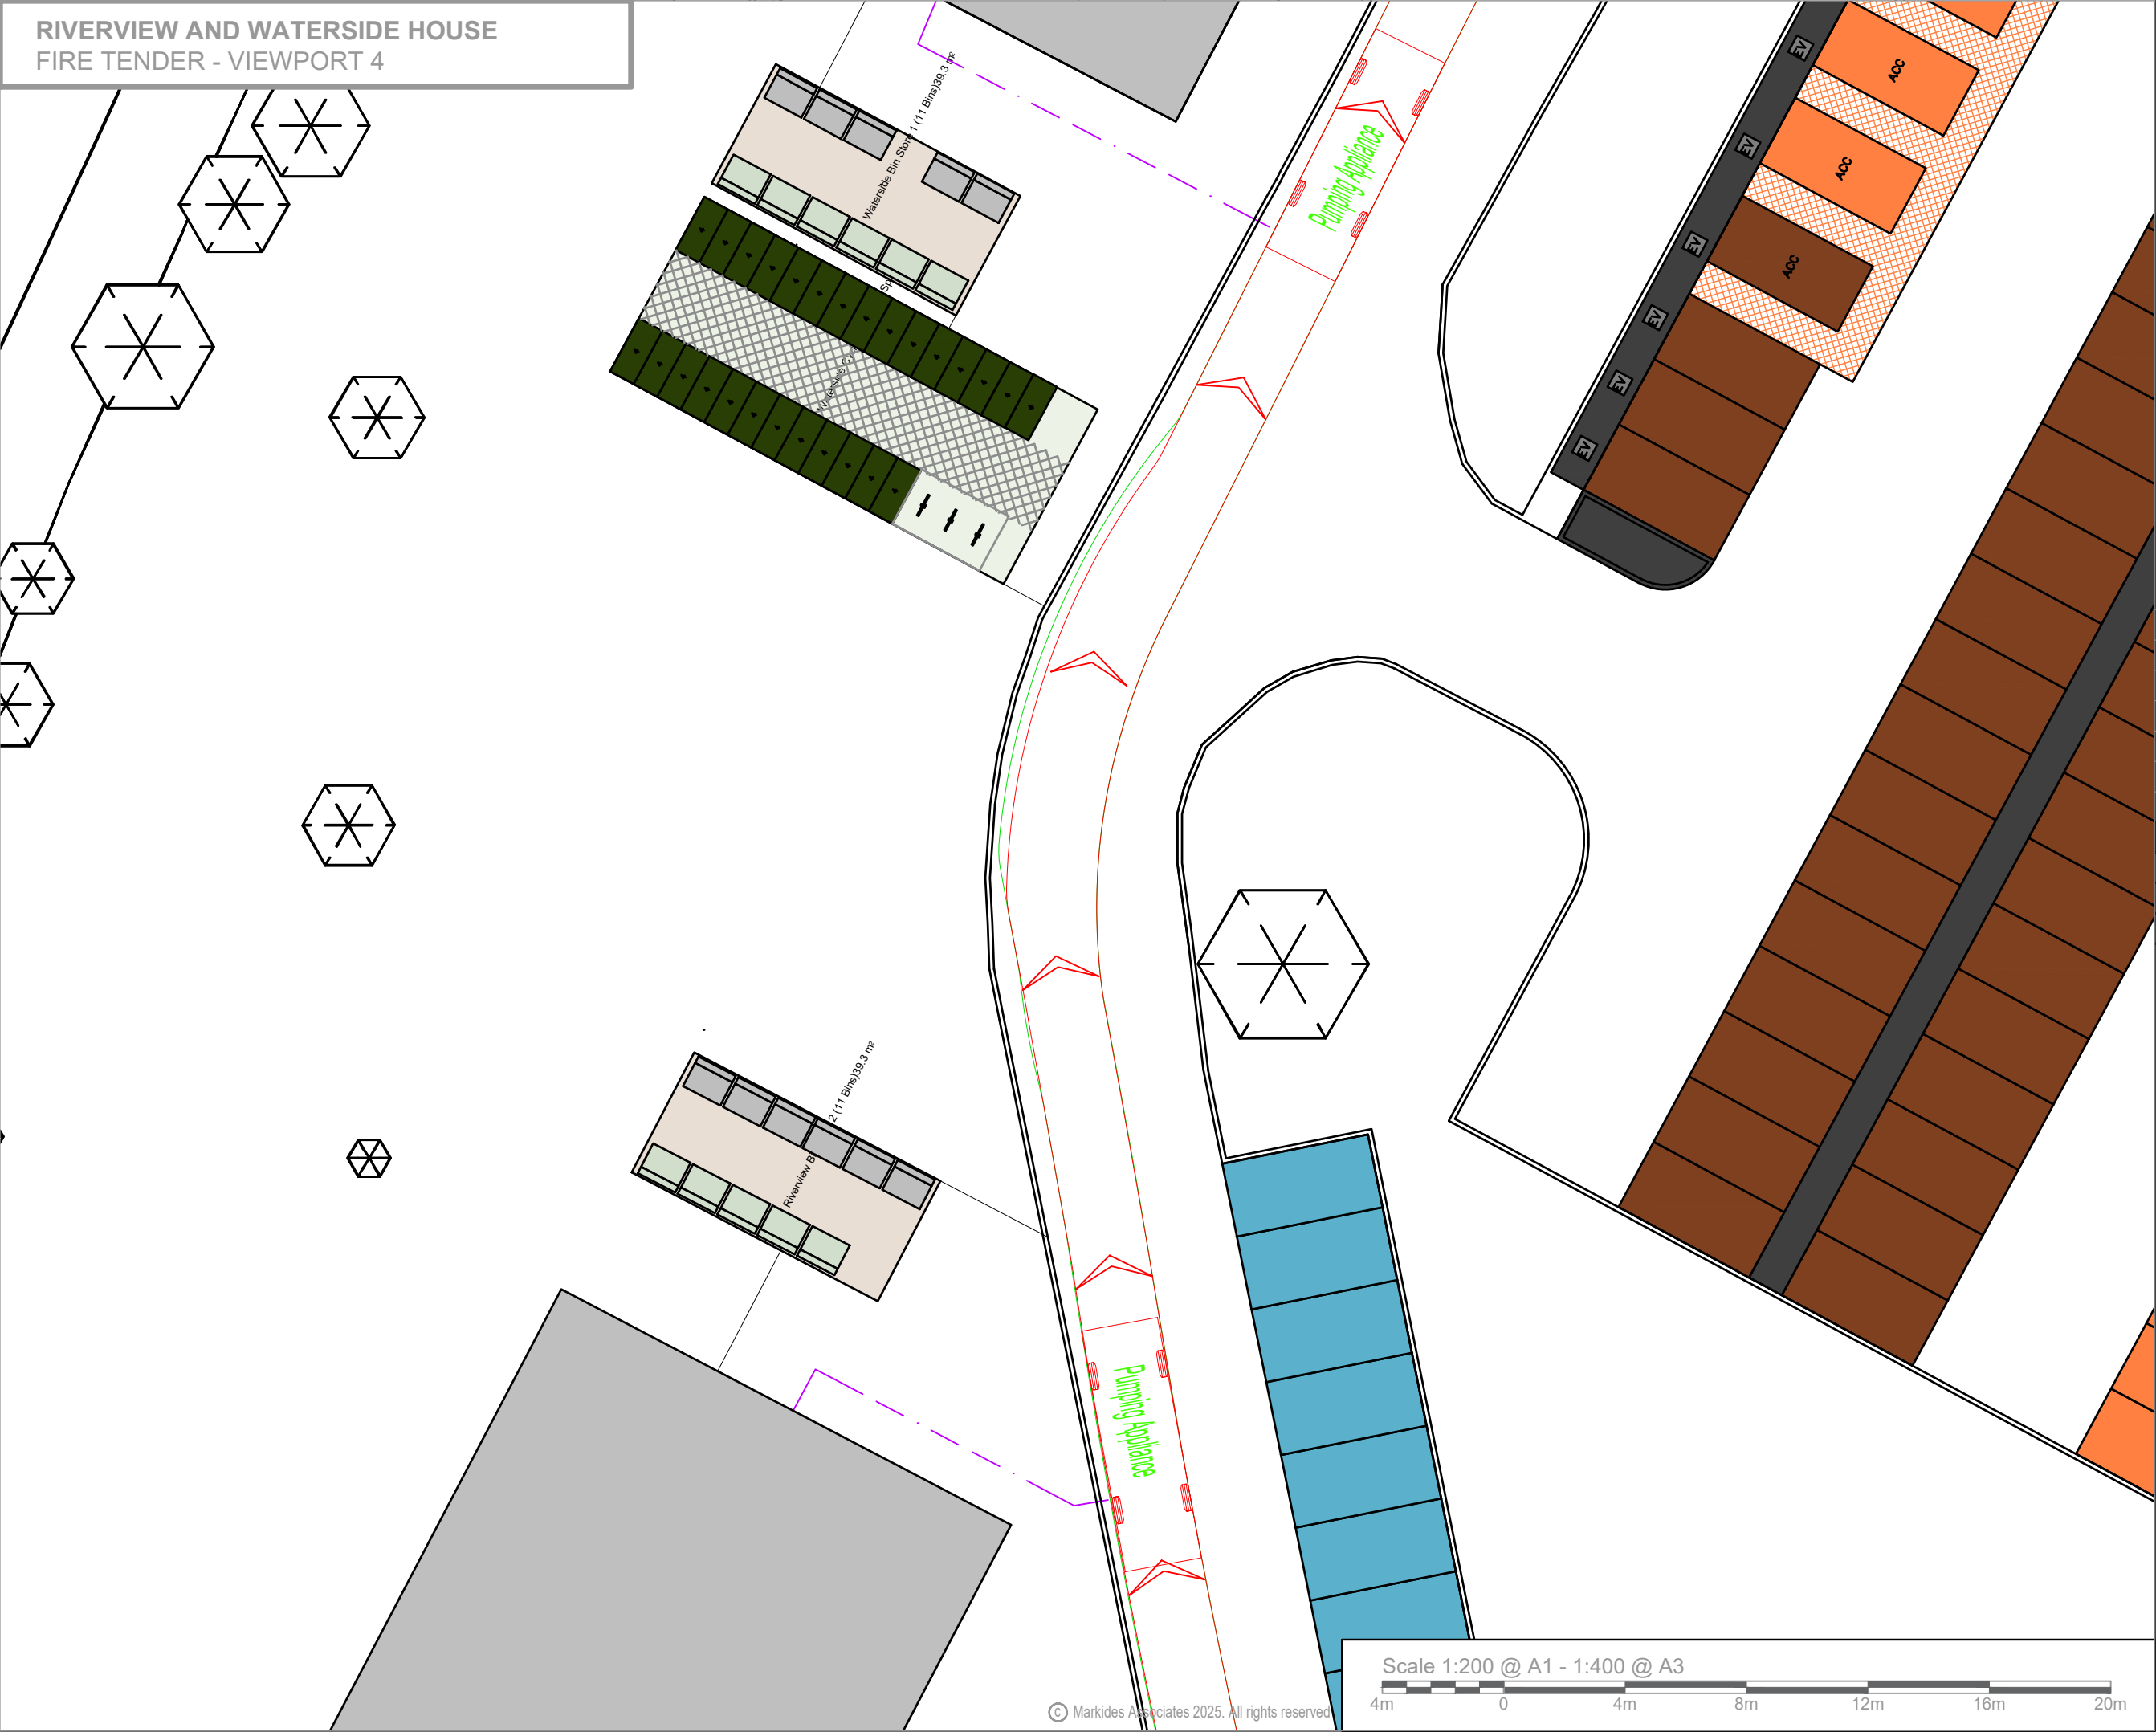 RIVERVIEW AND WATERSIDE HOUSE
FIRE TENDER - VIEWPORT 4
Waterside Bin Store 1 (11 Bins)39.3 m²
Pumping Appliance
EV
EV
EV
EV
EV
EV
ACC
ACC
ACC
Sp
Riverview B
2 (11 Bins)39.3 m²
Pumping Appliance
Scale 1:200 @ A1 - 1:400 @ A3
4m 0 4m 8m 12m 16m 20m
© Markides Associates 2025. All rights reserved